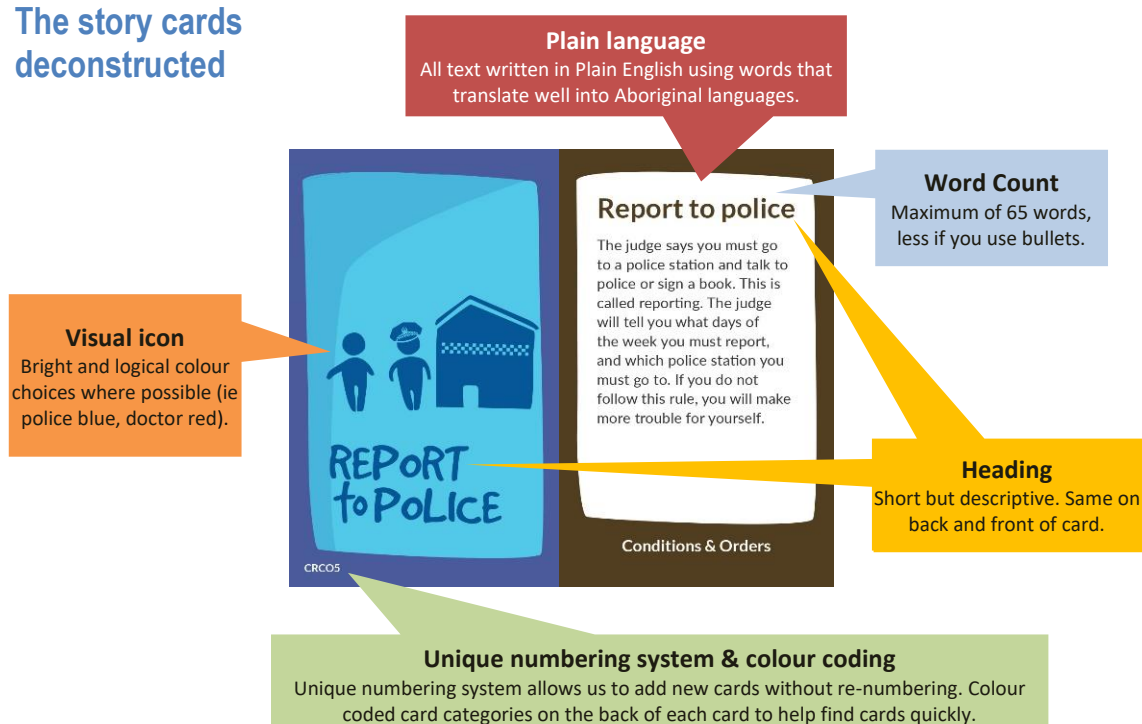 The story cards
deconstructed
Plain language
All text written in Plain English using words that
translate well into Aboriginal languages.
Word Count
Maximum of 65 words,
less if you use bullets.
Visual icon
Bright and logical colour
choices where possible (ie
police blue, doctor red).
REPORT
to POLICE
CRCO5
Report to police
The judge says you must go
to a police station and talk to
police or sign a book. This is
called reporting. The judge
will tell you what days of
the week you must report,
and which police station you
must go to. If you do not
follow this rule, you will make
more trouble for yourself.
Conditions & Orders
Heading
Short but descriptive. Same on
back and front of card.
Unique numbering system & colour coding
Unique numbering system allows us to add new cards without re-numbering. Colour
coded card categories on the back of each card to help find cards quickly.